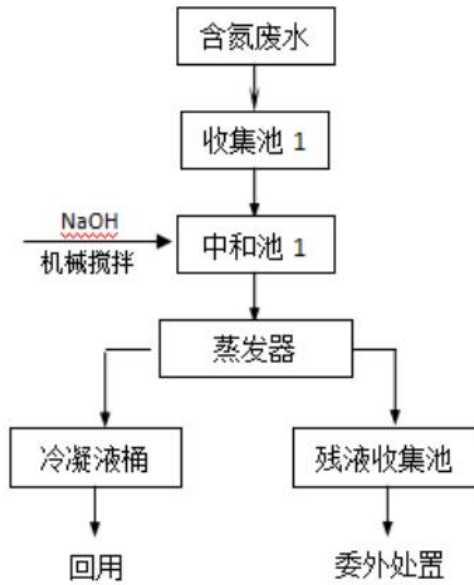 含氮废水
收集池 1
NaOH
机械搅拌
中和池 1
蒸发器
冷凝液桶
残液收集池
回用
委外处置